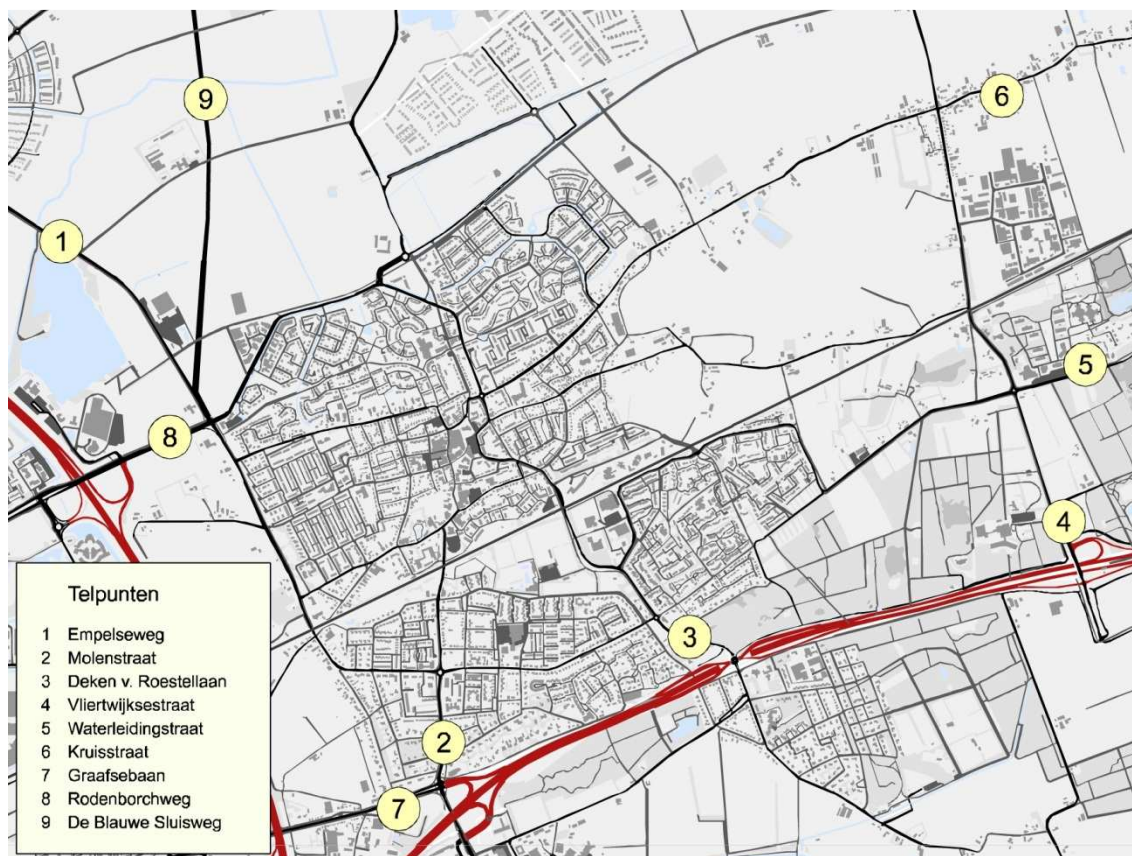 9
6
1
5
8
4
3
2
7
Telpunten
1 Empelseweg
2 Molenstraat
3 Deken v. Roestellaan
4 Vliertwijksestraat
5 Waterleidingstraat
6 Kruisstraat
7 Graafsebaan
8 Rodenborchweg
9 De Blauwe Sluisweg